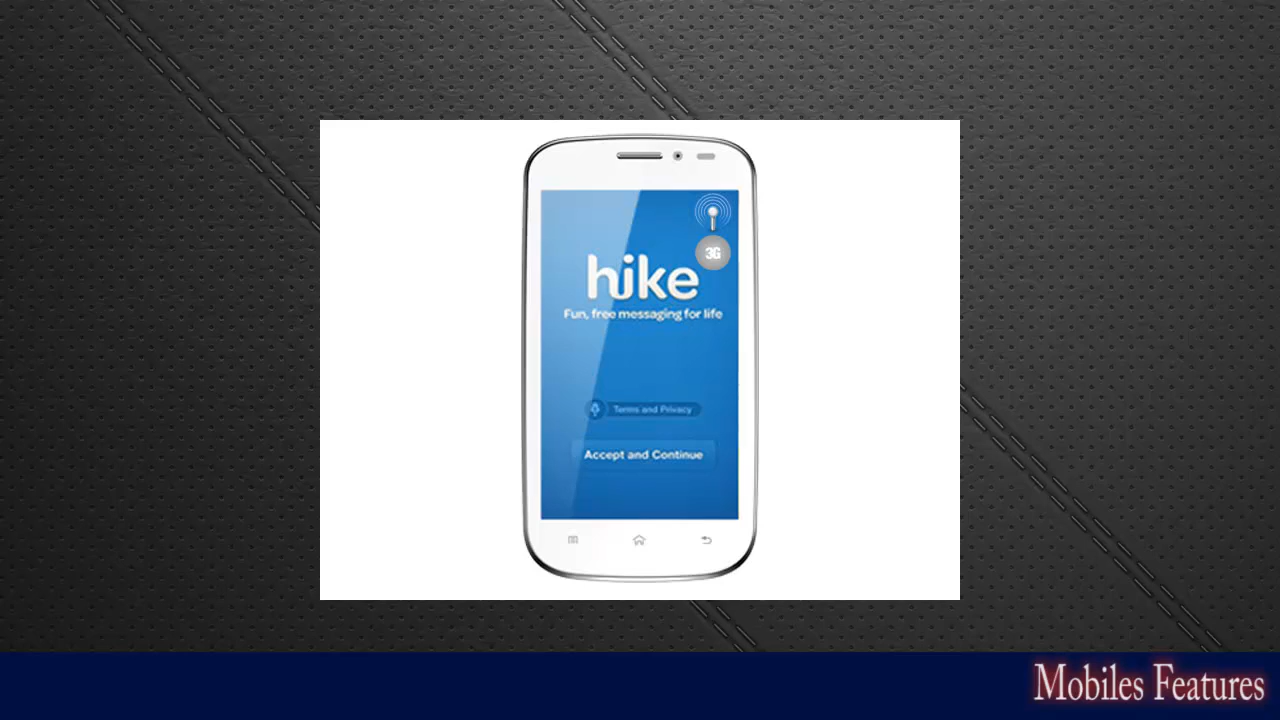 3G
hike
Fun, free messaging for life
Terms and Privacy
Accept and Continue
Mobiles Features